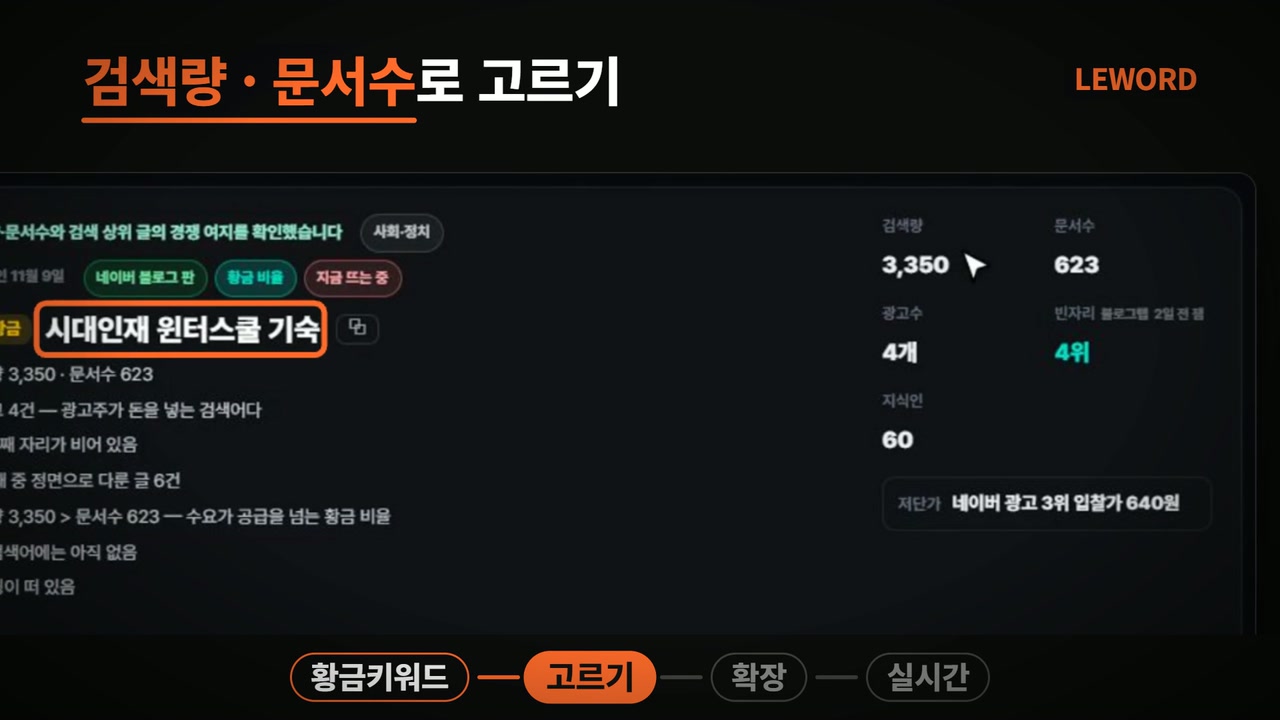 검색량 · 문서수로 고르기
LEWORD
문서수와 검색 상위 글의 경쟁 여지를 확인했습니다
사회·정치
11월 9일
네이버 블로그 판
황금 비율
지금 뜨는 중
시대인재 윈터스쿨 기숙
3,350 · 문서수 623
4건 — 광고주가 돈을 넣는 검색어다
자리가 비어 있음
중 정면으로 다룬 글 6건
3,350 > 문서수 623 — 수요가 공급을 넘는 황금 비율
검색어에는 아직 없음
떠 있음
검색량
문서수
3,350
623
광고수
빈자리 블로그탭 2일 전 잼
4개
4위
지식인
60
저단가 네이버 광고 3위 입찰가 640원
황금키워드
고르기
확장
실시간